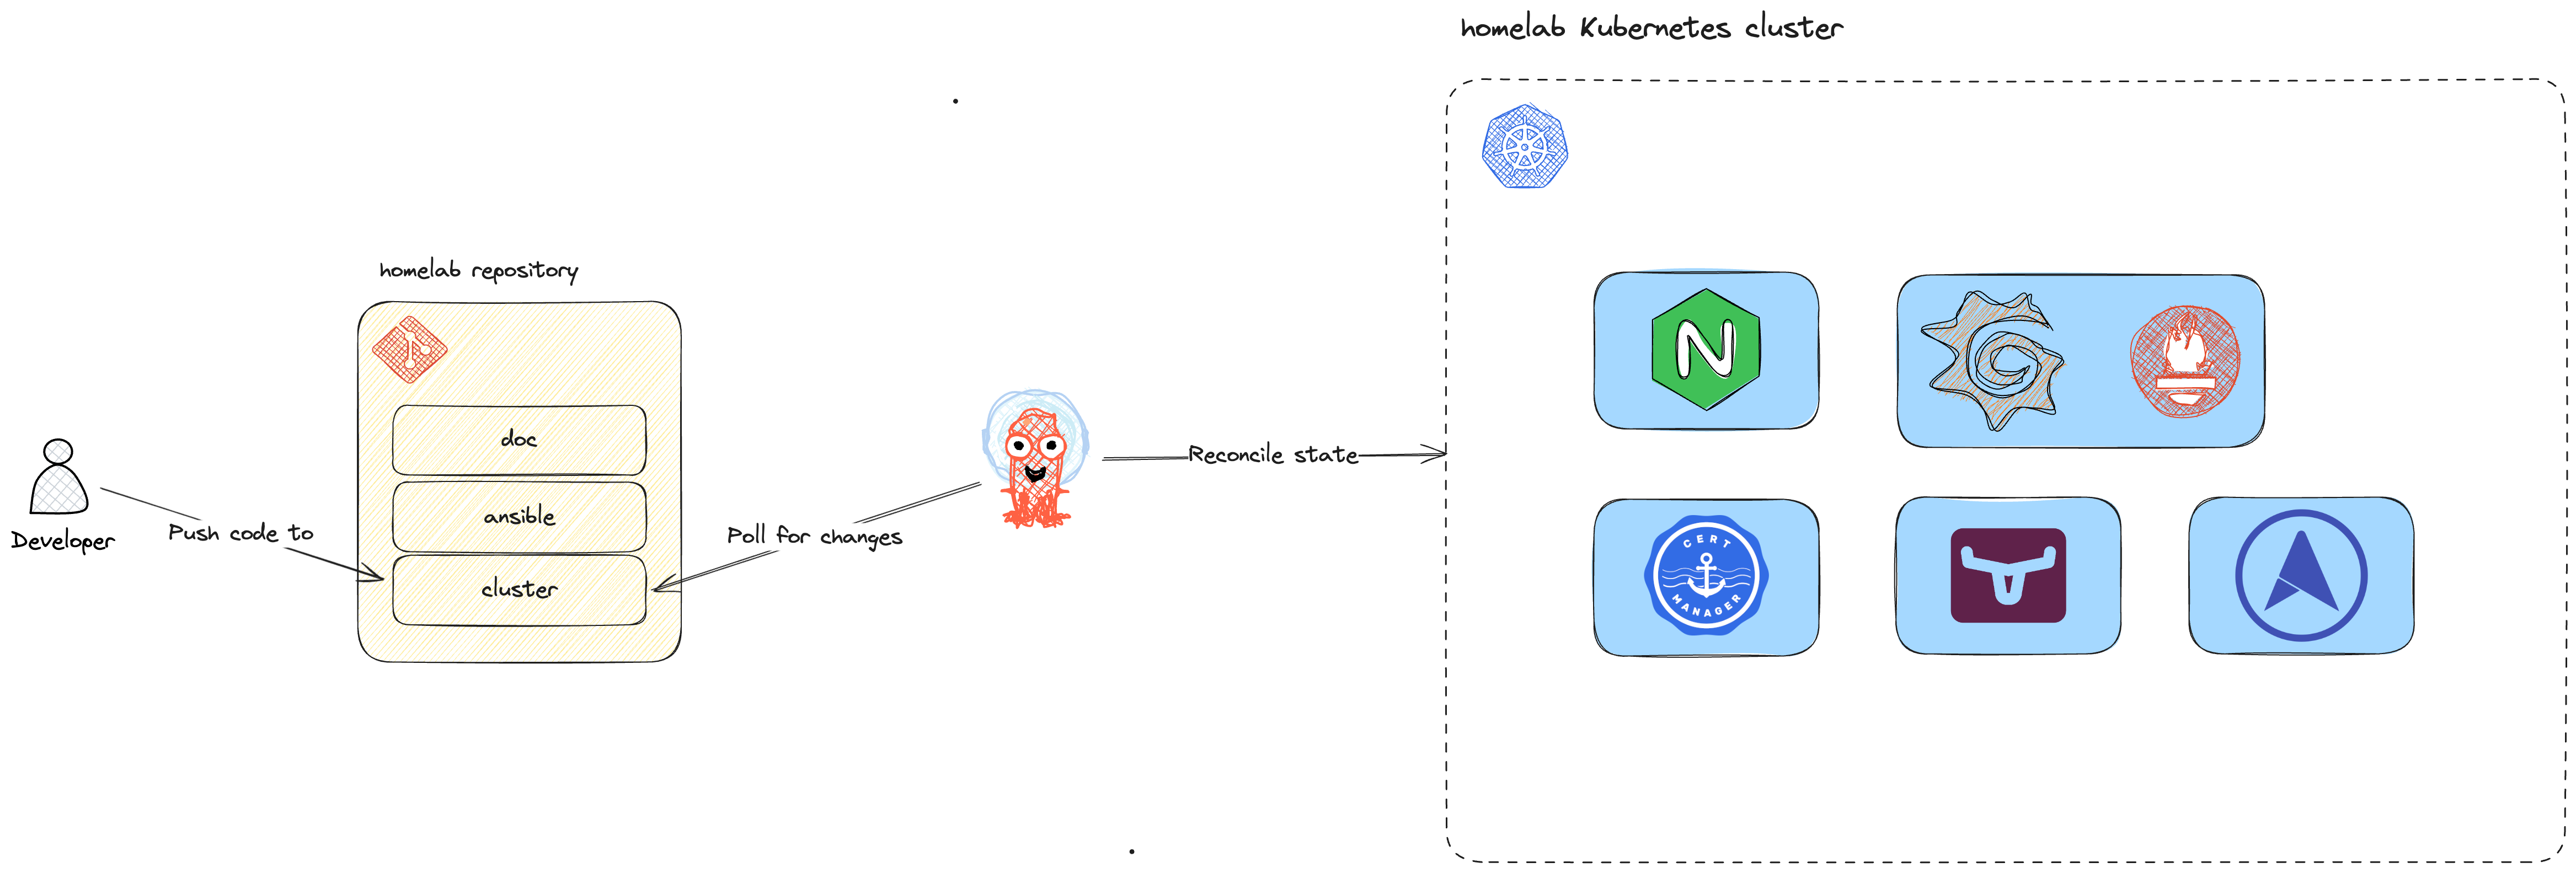 homelab Kubernetes cluster
homelab repository
doc
ansible
cluster
Developer
Push code to
Poll for changes
Reconcile state
N
CERT
MANAGER